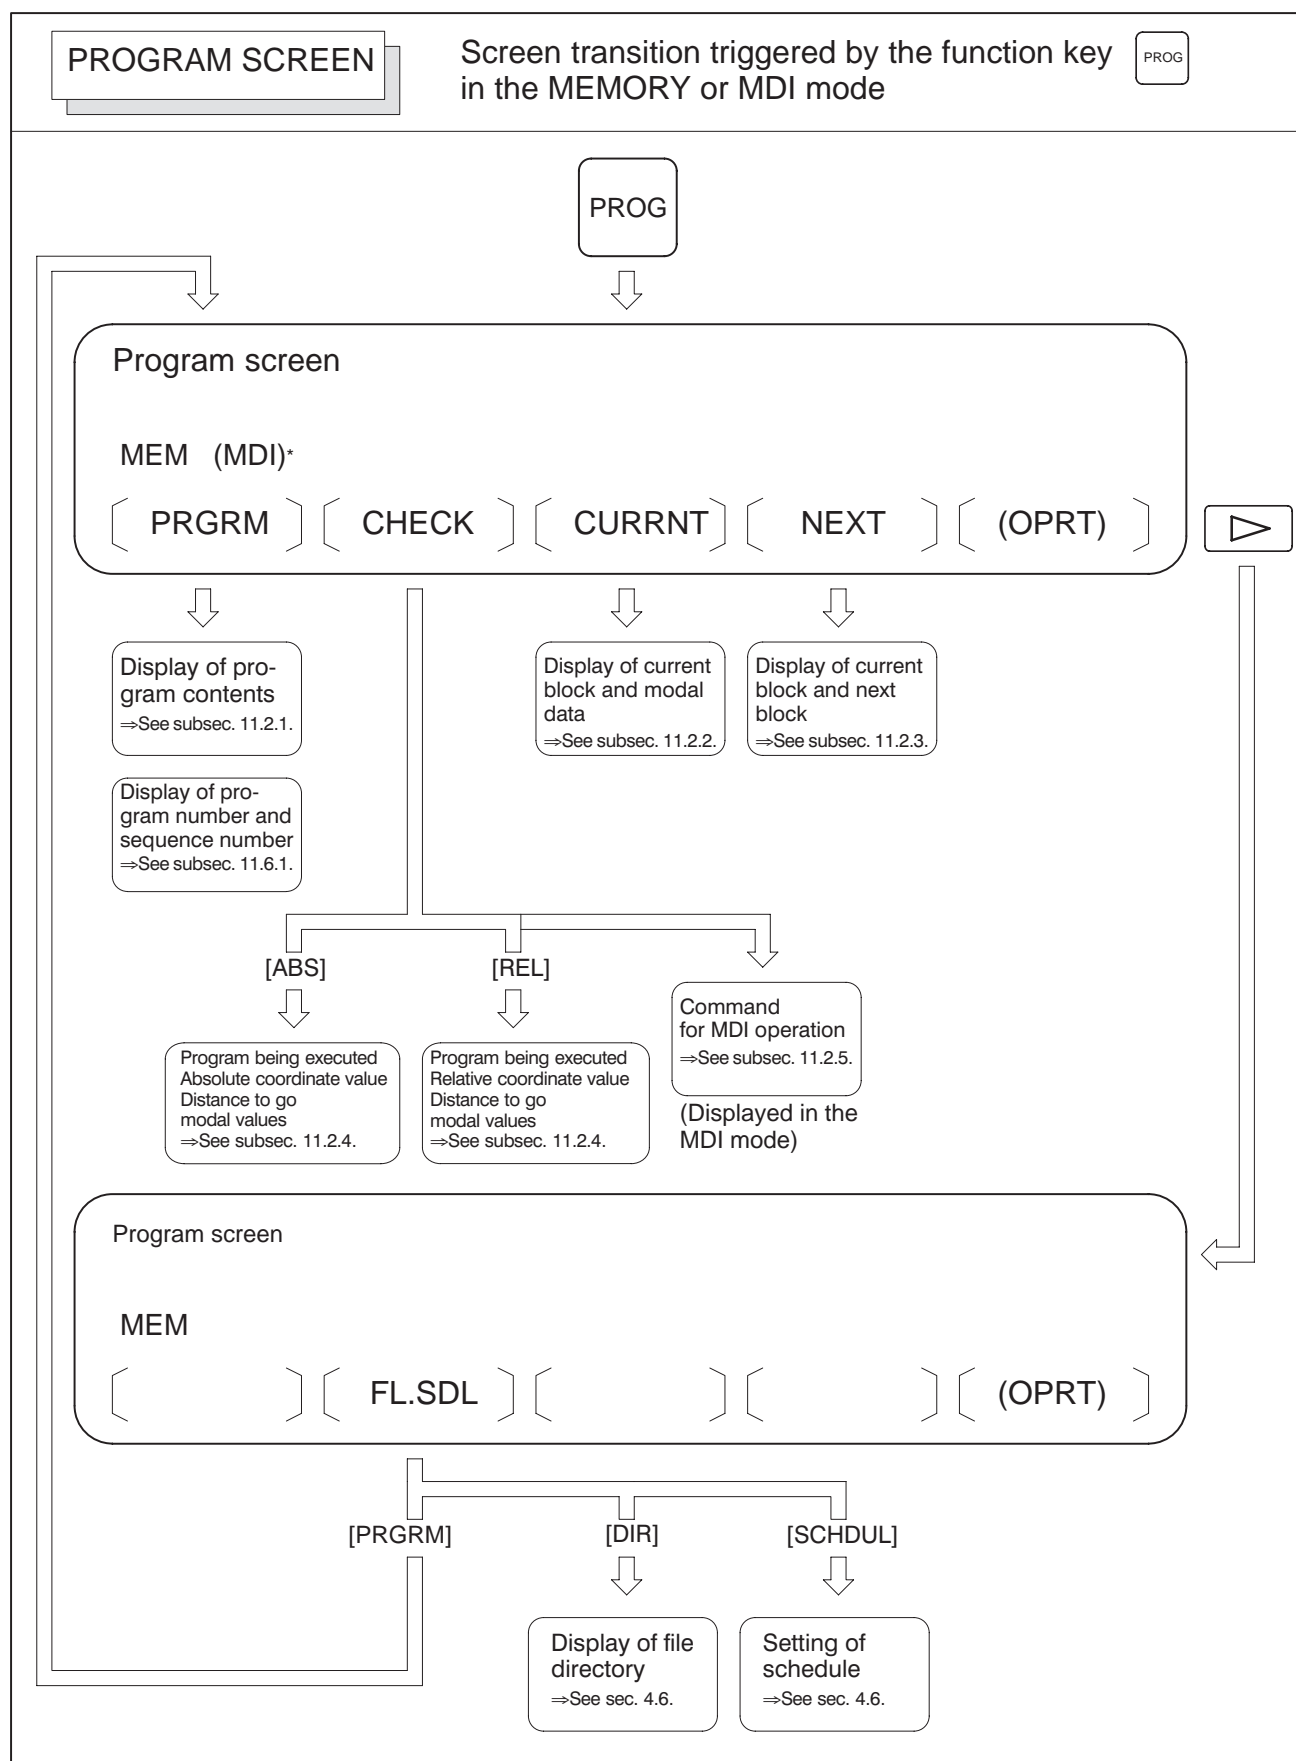 PROGRAM SCREEN
Screen transition triggered by the function key
in the MEMORY or MDI mode
PROG
PROG
Program screen
MEM (MDI)*
[ PRGRM ] [ CHECK ] [ CURRNT ] [ NEXT ] [ (OPRT) ]
Display of pro-
gram contents
⇒See subsec. 11.2.1.
Display of current
block and modal
data
⇒See subsec. 11.2.2.
Display of current
block and next
block
⇒See subsec. 11.2.3.
Display of pro-
gram number and
sequence number
⇒See subsec. 11.6.1.
[ABS]
[REL]
Program being executed
Absolute coordinate value
Distance to go
modal values
⇒See subsec. 11.2.4.
Program being executed
Relative coordinate value
Distance to go
modal values
⇒See subsec. 11.2.4.
Command
for MDI operation
⇒See subsec. 11.2.5.
(Displayed in the
MDI mode)
Program screen
MEM
[ ] [ FL.SDL ] [ ] [ ] [ (OPRT) ]
[PRGRM]
[DIR]
[SCHDUL]
Display of file
directory
⇒See sec. 4.6.
Setting of
schedule
⇒See sec. 4.6.